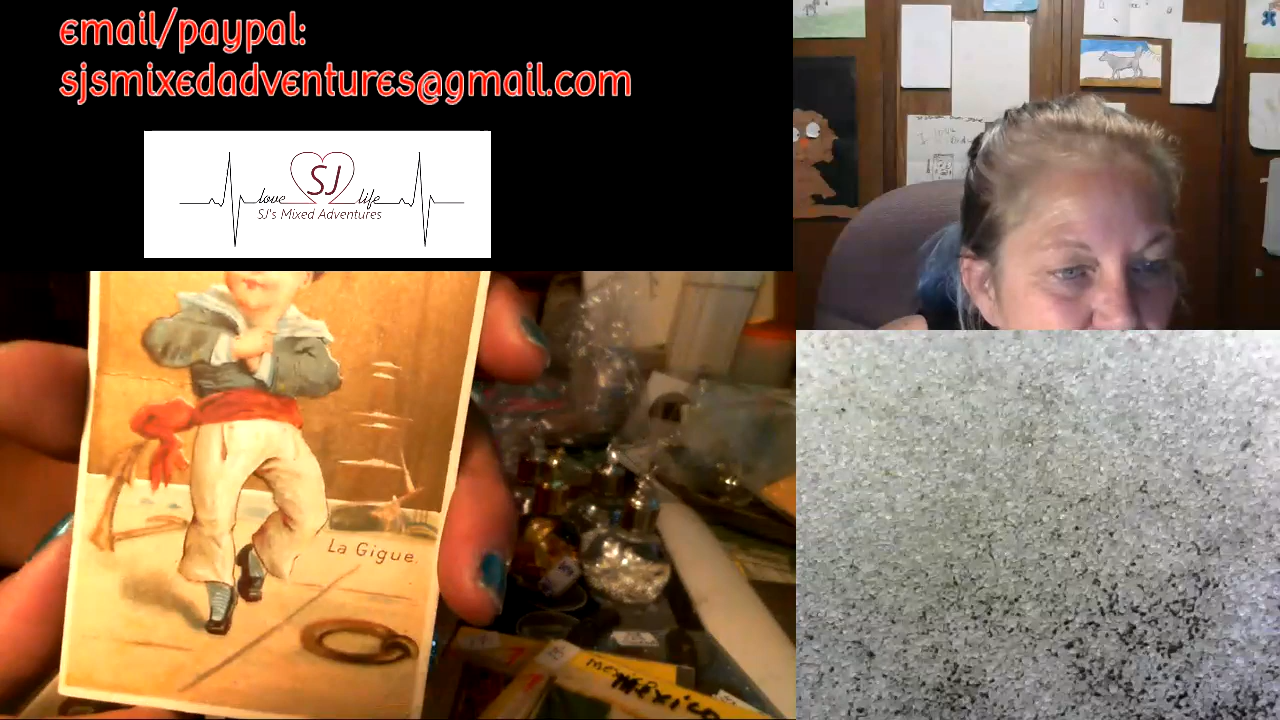 email/paypal:
sjsmixedadventures@gmail.com
love SJ life
SJ's Mixed Adventures
La Gigue.
Mexico